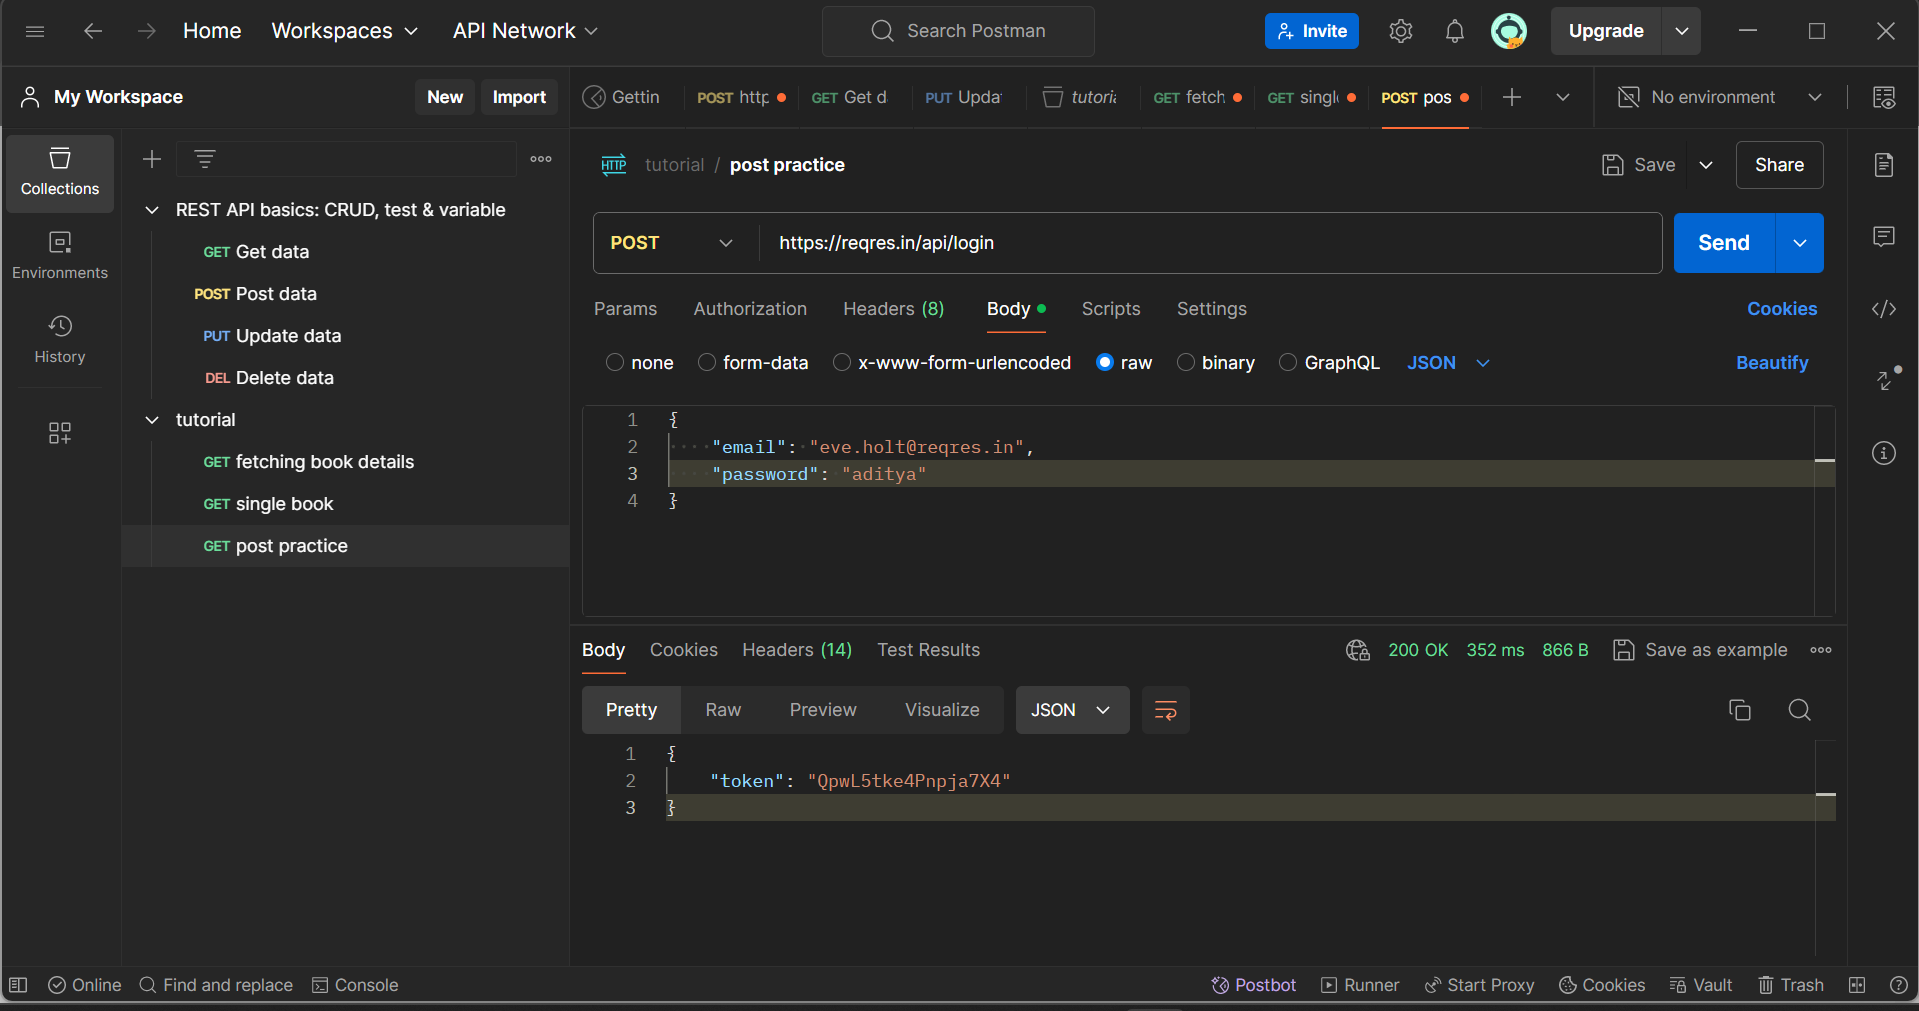 Home Workspaces API Network Search Postman Invite Upgrade
My Workspace New Import
Gettin POST http GET Get d PUT Upda tutoria GET fetch GET singl POST pos No environment
Collections
Environments
History
REST API basics: CRUD, test & variable
GET Get data
POST Post data
PUT Update data
DEL Delete data
tutorial
GET fetching book details
GET single book
GET post practice
HTTP tutorial / post practice Save Share
POST https://reqres.in/api/login Send
Params Authorization Headers (8) Body Scripts Settings Cookies
none form-data x-www-form-urlencoded raw binary GraphQL JSON Beautify
1 {
2 "email": "eve.holt@reqres.in",
3 "password": "aditya"
4 }
Body Cookies Headers (14) Test Results 200 OK 352 ms 866 B Save as example
Pretty Raw Preview Visualize JSON
1 {
2 "token": "QpwL5tke4Pnpja7X4"
3 }
Online Find and replace Console Postbot Runner Start Proxy Cookies Vault Trash